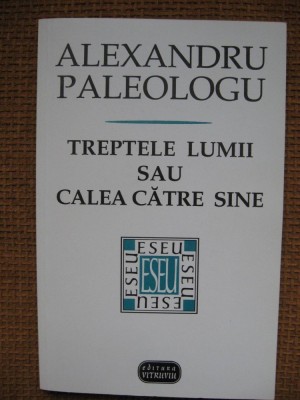 ALEXANDRU
PALEOLOGU
TREPTELE LUMII
SAU
CALEA CĂTRE SINE
ESEU
ESEU
ESEU
ESEU
ESEU
editura
VITRUVIU